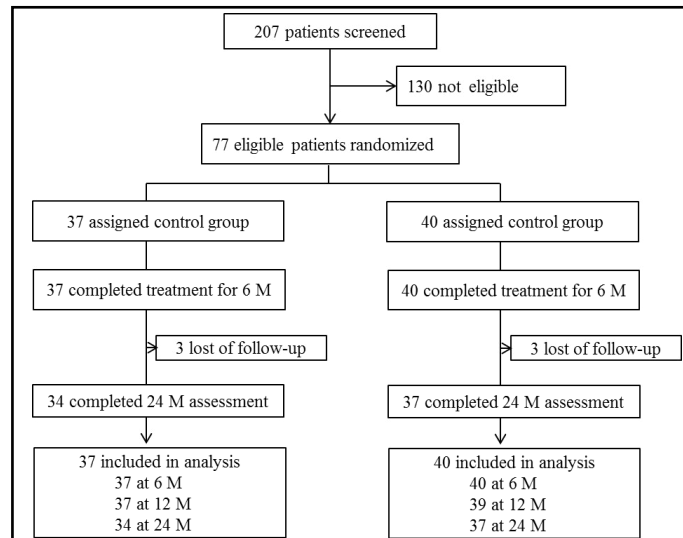 207 patients screened
130 not eligible
77 eligible patients randomized
37 assigned control group
40 assigned control group
37 completed treatment for 6 M
40 completed treatment for 6 M
3 lost of follow-up
3 lost of follow-up
34 completed 24 M assessment
37 completed 24 M assessment
37 included in analysis
37 at 6 M
37 at 12 M
34 at 24 M
40 included in analysis
40 at 6 M
39 at 12 M
37 at 24 M